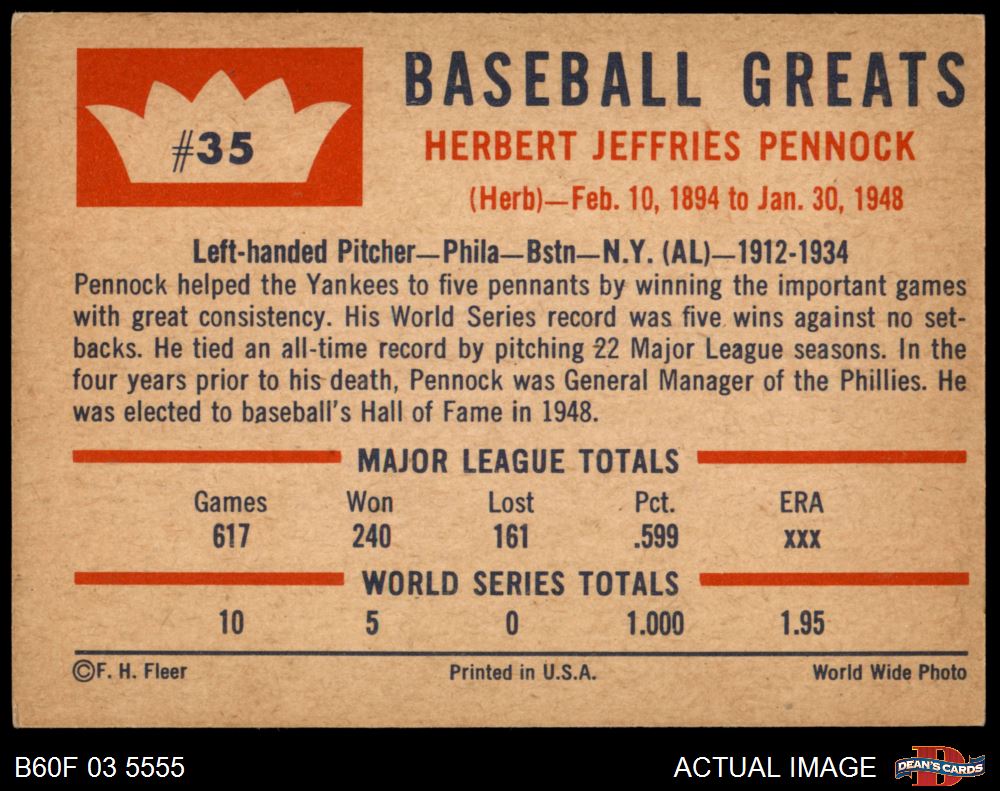 #35
BASEBALL GREATS
HERBERT JEFFRIES PENNOCK
(Herb)—Feb. 10, 1894 to Jan. 30, 1948
Left-handed Pitcher—Phila—Bstn—N.Y. (AL)—1912-1934
Pennock helped the Yankees to five pennants by winning the important games
with great consistency. His World Series record was five wins against no set-
backs. He tied an all-time record by pitching 22 Major League seasons. In the
four years prior to his death, Pennock was General Manager of the Phillies. He
was elected to baseball's Hall of Fame in 1948.
MAJOR LEAGUE TOTALS
Games Won Lost Pct. ERA
617 240 161 .599 xxx
WORLD SERIES TOTALS
10 5 0 1.000 1.95
©F. H. Fleer Printed in U.S.A. World Wide Photo
B60F 03 5555 ACTUAL IMAGE DEAN'S CARDS